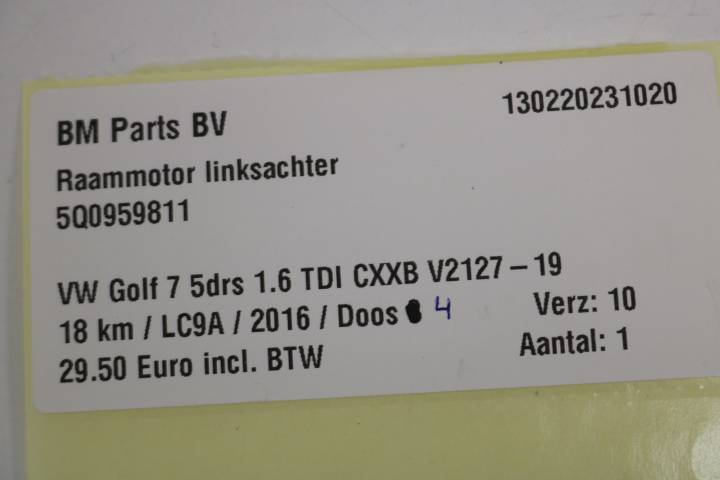 BM Parts BV 130220231020
Raammotor linksachter
5Q0959811
VW Golf 7 5drs 1.6 TDI CXXB V2127-19
18 km / LC9A / 2016 / Doos 4 Verz: 10
29.50 Euro incl. BTW Aantal: 1